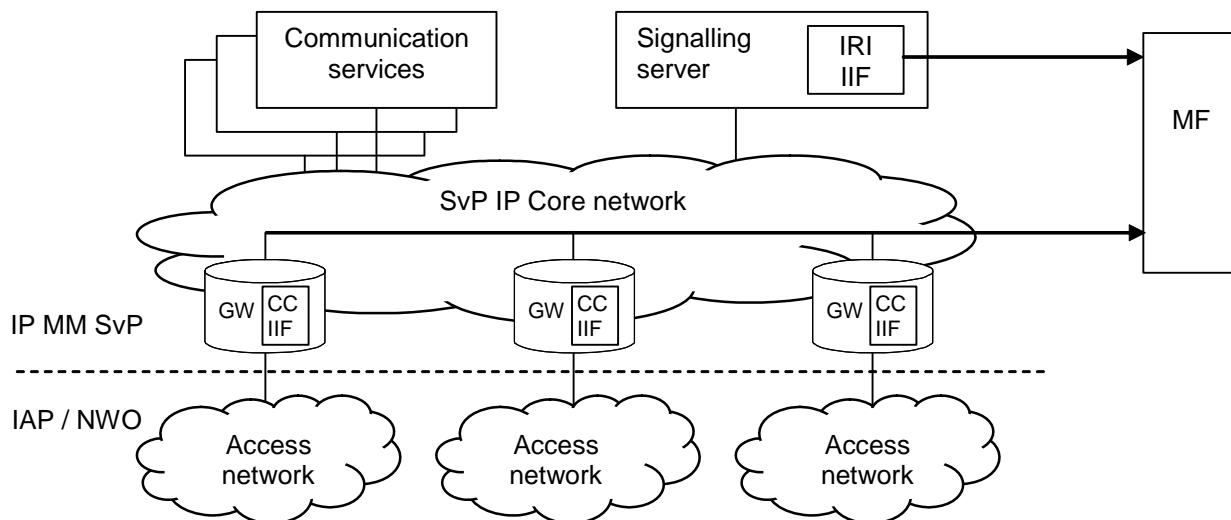 Communication
services
Signalling
server
IRI
IIF
MF
SvP IP Core network
GW
CC
IIF
GW
CC
IIF
GW
CC
IIF
IP MM SvP
IAP / NWO
Access
network
Access
network
Access
network